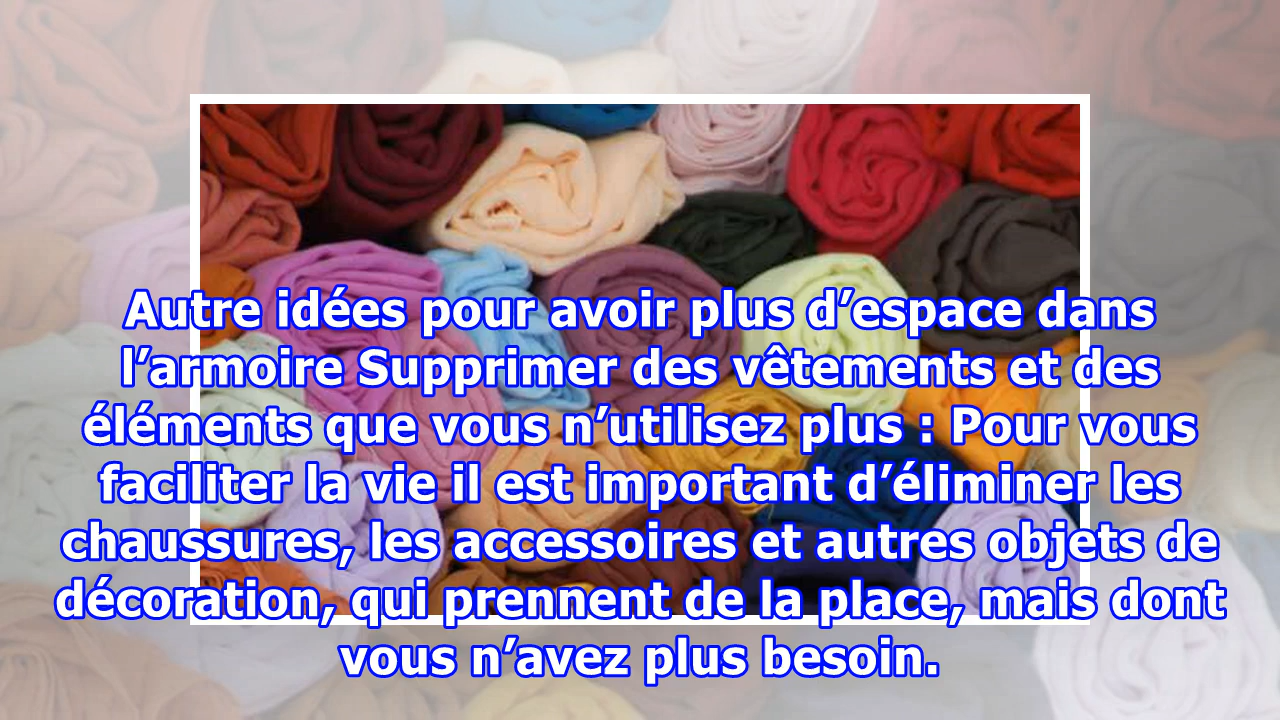 Autre idées pour avoir plus d’espace dans
l’armoire Supprimer des vêtements et des
éléments que vous n’utilisez plus : Pour vous
faciliter la vie il est important d’éliminer les
chaussures, les accessoires et autres objets de
décoration, qui prennent de la place, mais dont
vous n’avez plus besoin.